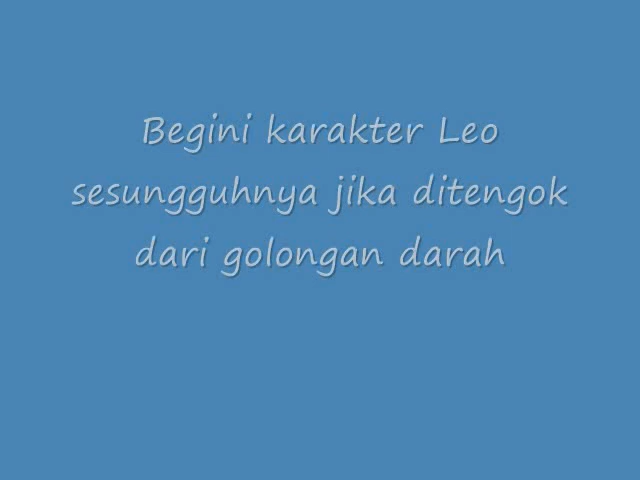 Begini karakter Leo
sesungguhnya jika ditengok
dari golongan darah